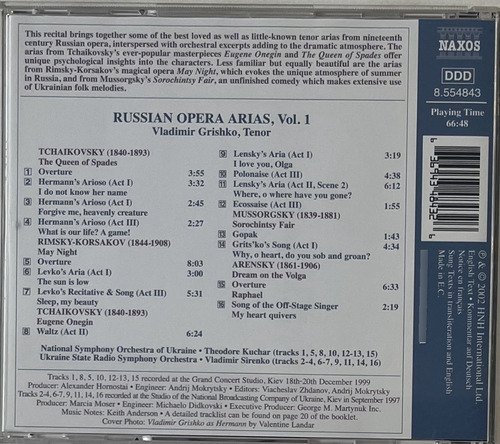 This recital brings together some of the best loved as well as little-known tenor arias from nineteenth
century Russian opera, interspersed with orchestral excerpts adding to the dramatic atmosphere. The
arias from Tchaikovsky's ever-popular masterpieces Eugene Onegin and The Queen of Spades offer
unique psychological insights into the characters. Less familiar but equally beautiful are the arias
from Rimsky-Korsakov's magical opera May Night, which evokes the unique atmosphere of summer
in Russia, and from Mussorgsky's Sorochintsy Fair, an unfinished comedy which makes extensive use
of Ukrainian folk melodies.
NAXOS
DDD
8.554843
Playing Time
66:48
RUSSIAN OPERA ARIAS, Vol. 1
Vladimir Grishko, Tenor
TCHAIKOVSKY (1840-1893)
The Queen of Spades
1 Overture 3:55
2 Hermann's Arioso (Act I) 3:32
I do not know her name
3 Hermann's Arioso (Act I) 2:45
Forgive me, heavenly creature
4 Hermann's Arioso (Act III) 2:27
What is our life? A game!
RIMSKY-KORSAKOV (1844-1908)
May Night
5 Overture 8:03
6 Levko's Aria (Act I) 3:00
The sun is low
7 Levko's Recitative & Song (Act III) 5:31
Sleep, my beauty
TCHAIKOVSKY (1840-1893)
Eugene Onegin
8 Waltz (Act II) 6:24
9 Lensky's Aria (Act I) 3:19
I love you, Olga
10 Polonaise (Act III) 4:38
11 Lensky's Aria (Act II, Scene 2) 6:12
Where, o where have you gone?
12 Ecossaise (Act III) 1:55
MUSSORGSKY (1839-1881)
Sorochintsy Fair
13 Gopak 1:43
14 Grits'ko's Song (Act I) 4:34
Why, o heart, do you sob and groan?
ARENSKY (1861-1906)
Dream on the Volga
15 Overture 6:33
Raphael
16 Song of the Off-Stage Singer 2:19
My heart quivers
National Symphony Orchestra of Ukraine • Theodore Kuchar (tracks 1, 5, 8, 10, 12-13, 15)
Ukraine State Radio Symphony Orchestra • Vladimir Sirenko (tracks 2-4, 6-7, 9, 11, 14, 16)
Tracks 1, 8, 5, 10, 12-13, 15 recorded at the Grand Concert Studio, Kiev 18th-20th December 1999
Producer: Alexander Hornostai • Engineer: Andrij Mokrytsky • Editors: Viacheslav Zhdanov, Andrij Mokrytsky
Tracks 2-4, 6-7, 9, 11, 14, 16 recorded at the Studio of the National Broadcasting Company of Ukraine, Kiev in September 1997
Producer: Marcia Moser • Engineer: Michaelo Didkovsky • Executive Producer: George M. Martynuk Inc.
Music Notes: Keith Anderson • A detailed tracklist can be found on page 20 of the booklet.
Cover Photo: Vladimir Grishko as Hermann by Valentine Landar
℗ & © 2002 HNH International Ltd.
English Text • Kommentar auf Deutsch
Notice en Français
Sung Texts in Transliteration and English
Made in E.C.